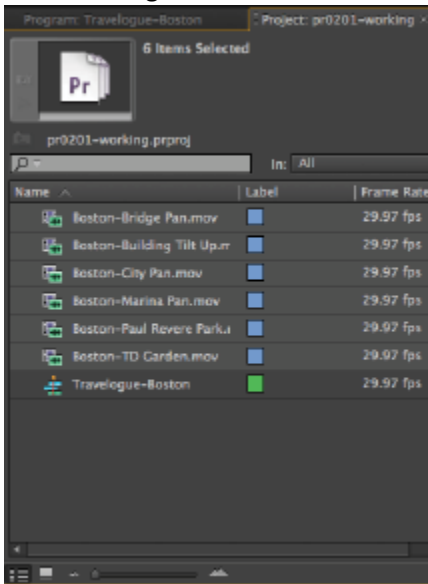 Program: Travelogue-Boston
Project: pr0201-working ×
6 Items Selected
Pr
pr0201-working.prproj
In: All
Name Label Frame Rate
Boston-Bridge Pan.mov 29.97 fps
Boston-Building Tilt Up.m 29.97 fps
Boston-City Pan.mov 29.97 fps
Boston-Marina Pan.mov 29.97 fps
Boston-Paul Revere Park.r 29.97 fps
Boston-TD Garden.mov 29.97 fps
Travelogue-Boston 29.97 fps